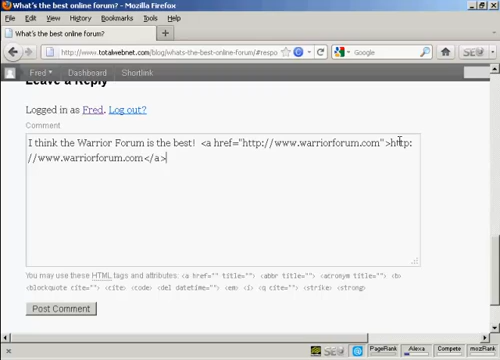 What's the best online forum? - Mozilla Firefox
File Edit View History Bookmarks Tools Help
What's the best online forum?
http://www.totalwebnet.com/blog/whats-the-best-online-forum/#respo
Google
Fred Dashboard Shortlink
Leave a Reply
Logged in as Fred. Log out?
Comment
I think the Warrior Forum is the best! <a href="http://www.warriorforum.com">http:
//www.warriorforum.com</a>
You may use these HTML tags and attributes: <a href="" title=""> <abbr title=""> <acronym title=""> <b>
<blockquote cite=""> <cite> <code> <del datetime=""> <em> <i> <q cite=""> <strike> <strong>
Post Comment
PageRank Alexa Compete mozRank